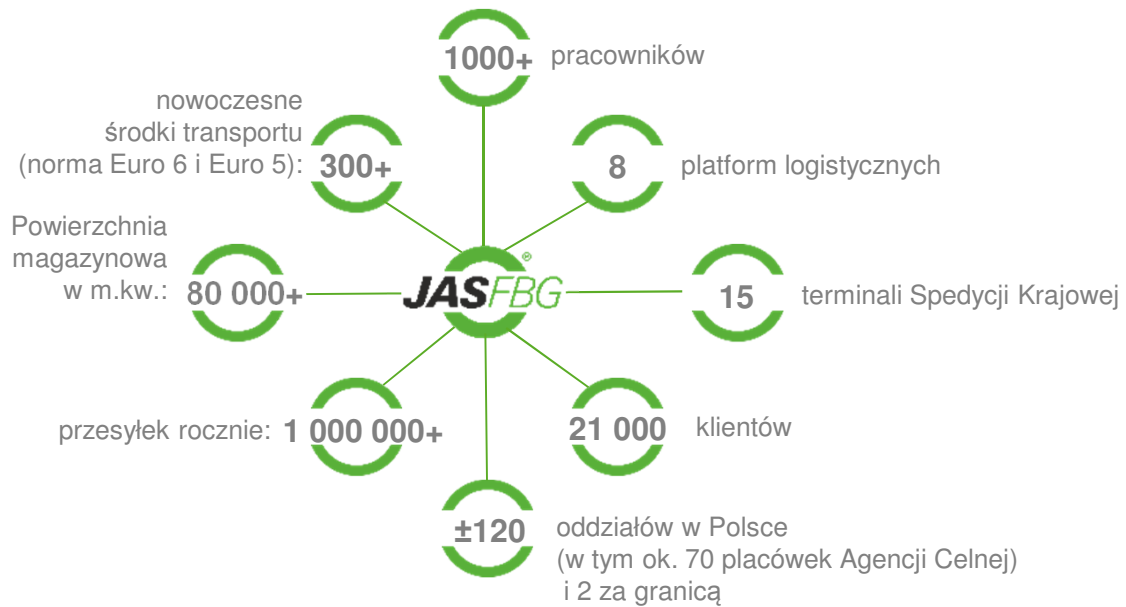 1000+ pracowników
nowoczesne
środki transportu
(norma Euro 6 i Euro 5): 300+
8 platform logistycznych
Powierzchnia
magazynowa
w m.kw.: 80 000+
JASFBG®
15 terminali Spedycji Krajowej
przesyłek rocznie: 1 000 000+
21 000 klientów
±120 oddziałów w Polsce
(w tym ok. 70 placówek Agencji Celnej)
i 2 za granicą